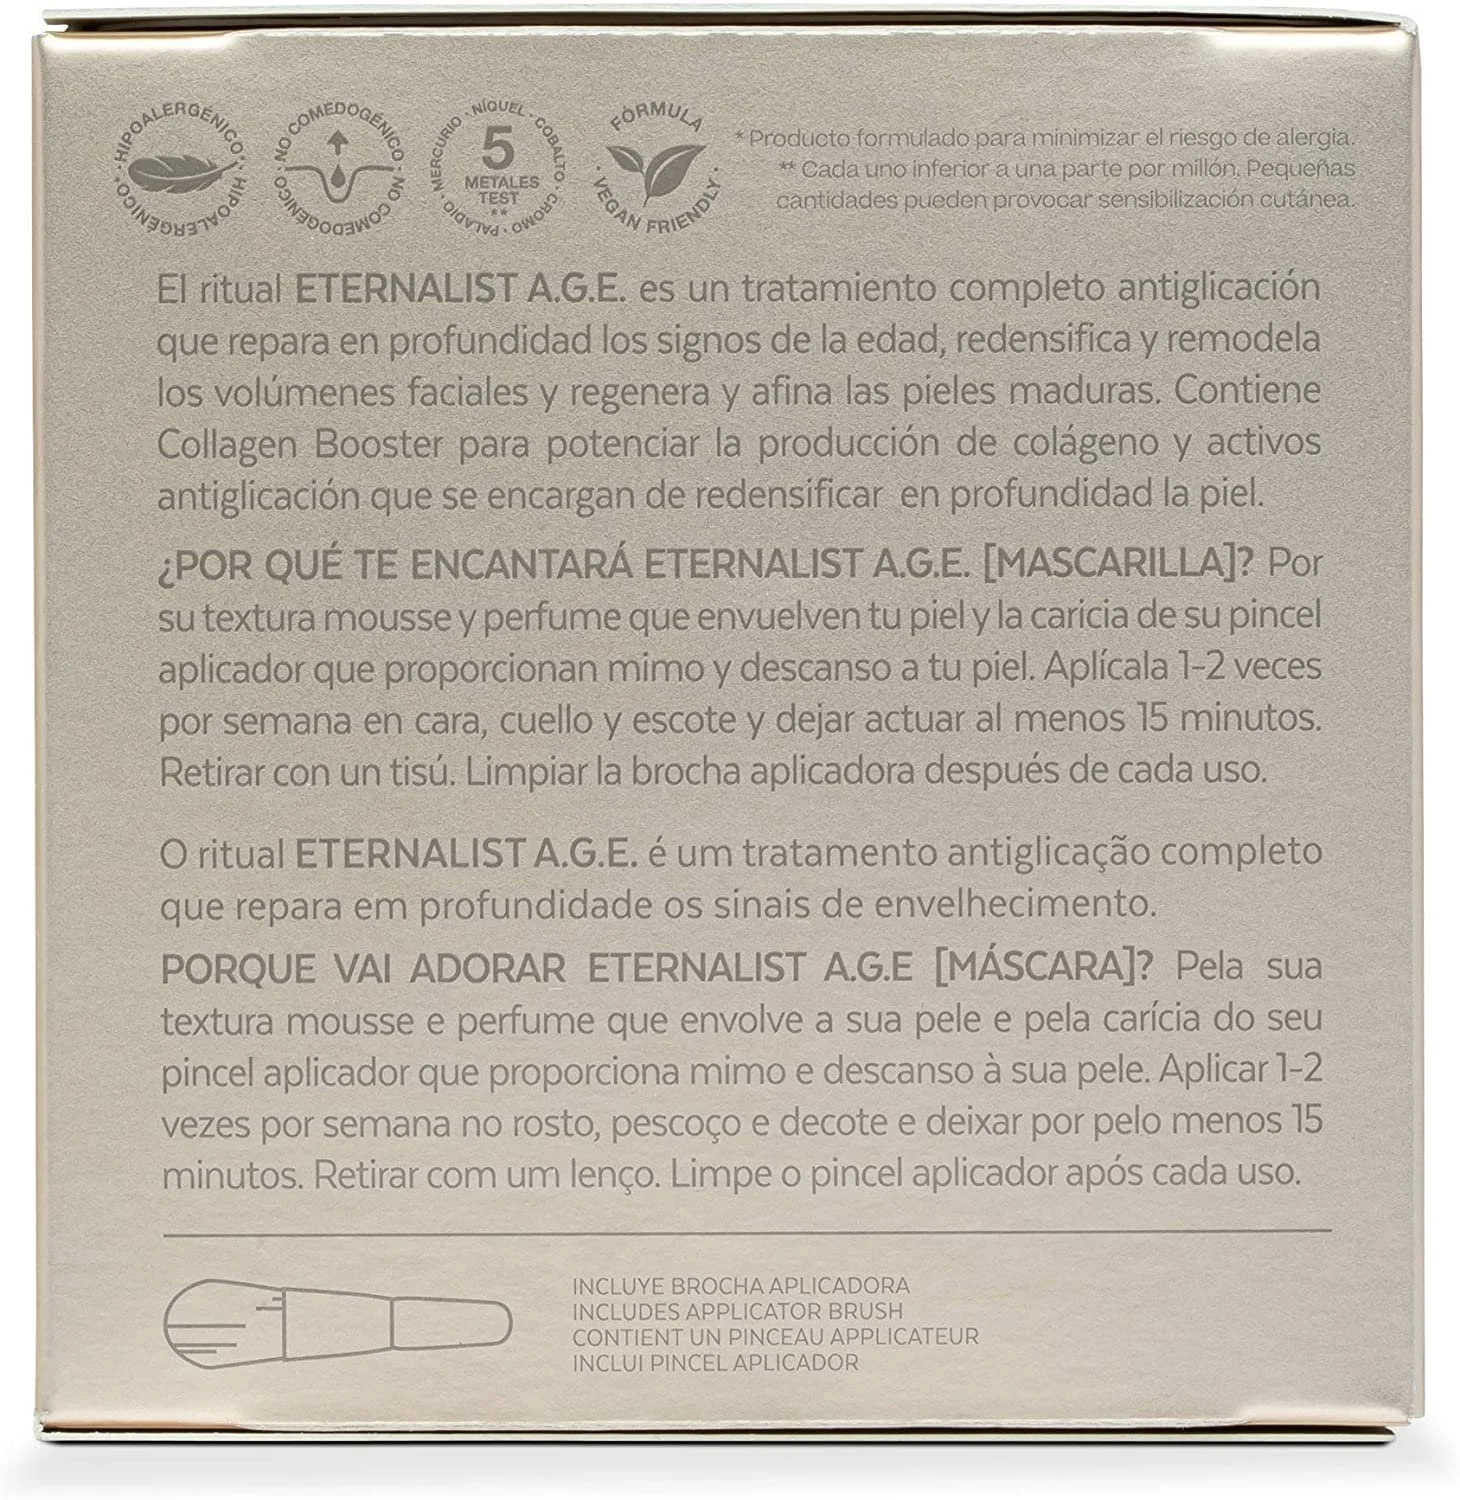 HIPOALERGÉNICO · HIPOALERGÉNICO ·
NO COMEDOGÉNICO · NO COMEDOGÉNICO ·
NÍQUEL · COBALTO · CROMO · PALADIO · MERCURIO ·
5
METALES
TEST
**
FÓRMULA
· VEGAN FRIENDLY ·
* Producto formulado para minimizar el riesgo de alergia.
** Cada uno inferior a una parte por millón. Pequeñas
cantidades pueden provocar sensibilización cutánea.
El ritual ETERNALIST A.G.E. es un tratamiento completo antiglicación
que repara en profundidad los signos de la edad, redensifica y remodela
los volúmenes faciales y regenera y afina las pieles maduras. Contiene
Collagen Booster para potenciar la producción de colágeno y activos
antiglicación que se encargan de redensificar en profundidad la piel.
¿POR QUÉ TE ENCANTARÁ ETERNALIST A.G.E. [MASCARILLA]? Por
su textura mousse y perfume que envuelven tu piel y la caricia de su pincel
aplicador que proporcionan mimo y descanso a tu piel. Aplícala 1-2 veces
por semana en cara, cuello y escote y dejar actuar al menos 15 minutos.
Retirar con un tisú. Limpiar la brocha aplicadora después de cada uso.
O ritual ETERNALIST A.G.E. é um tratamento antiglicação completo
que repara em profundidade os sinais de envelhecimento.
PORQUE VAI ADORAR ETERNALIST A.G.E [MÁSCARA]? Pela sua
textura mousse e perfume que envolve a sua pele e pela carícia do seu
pincel aplicador que proporciona mimo e descanso à sua pele. Aplicar 1-2
vezes por semana no rosto, pescoço e decote e deixar por pelo menos 15
minutos. Retirar com um lenço. Limpe o pincel aplicador após cada uso.
INCLUYE BROCHA APLICADORA
INCLUDES APPLICATOR BRUSH
CONTIENT UN PINCEAU APPLICATEUR
INCLUI PINCEL APLICADOR